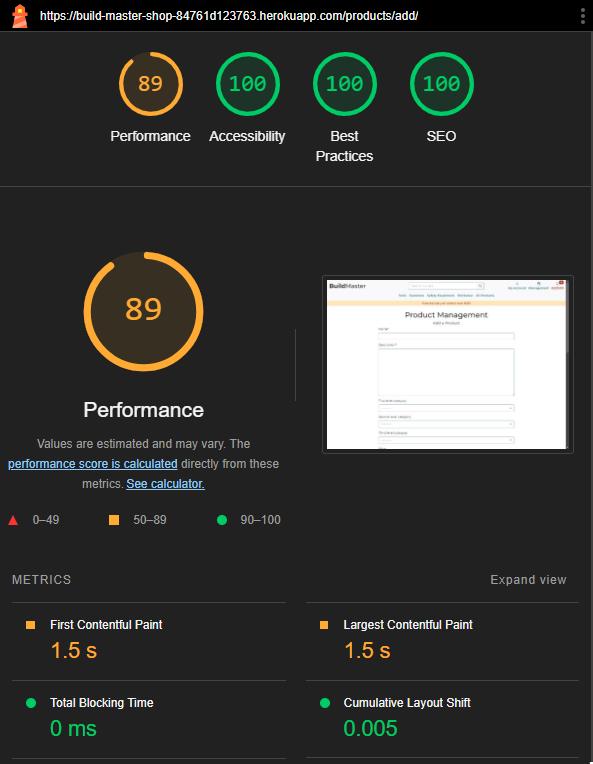 https://build-master-shop-84761d123763.herokuapp.com/products/add/
89
100
100
100
Performance
Accessibility
Best
Practices
SEO
89
Performance
Values are estimated and may vary. The
performance score is calculated directly from these
metrics. See calculator.
0–49
50–89
90–100
BuildMaster
Product Management
Add a Product
METRICS
Expand view
First Contentful Paint
1.5 s
Largest Contentful Paint
1.5 s
Total Blocking Time
0 ms
Cumulative Layout Shift
0.005